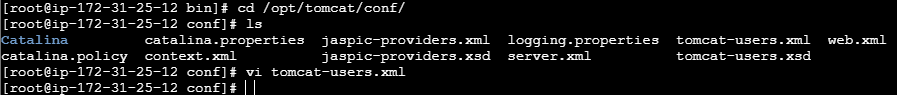 [root@ip-172-31-25-12 bin]# cd /opt/tomcat/conf/
[root@ip-172-31-25-12 conf]# ls
Catalina         catalina.properties  jaspic-providers.xml  logging.properties  tomcat-users.xml  web.xml
catalina.policy  context.xml          jaspic-providers.xsd  server.xml          tomcat-users.xsd
[root@ip-172-31-25-12 conf]# vi tomcat-users.xml
[root@ip-172-31-25-12 conf]#